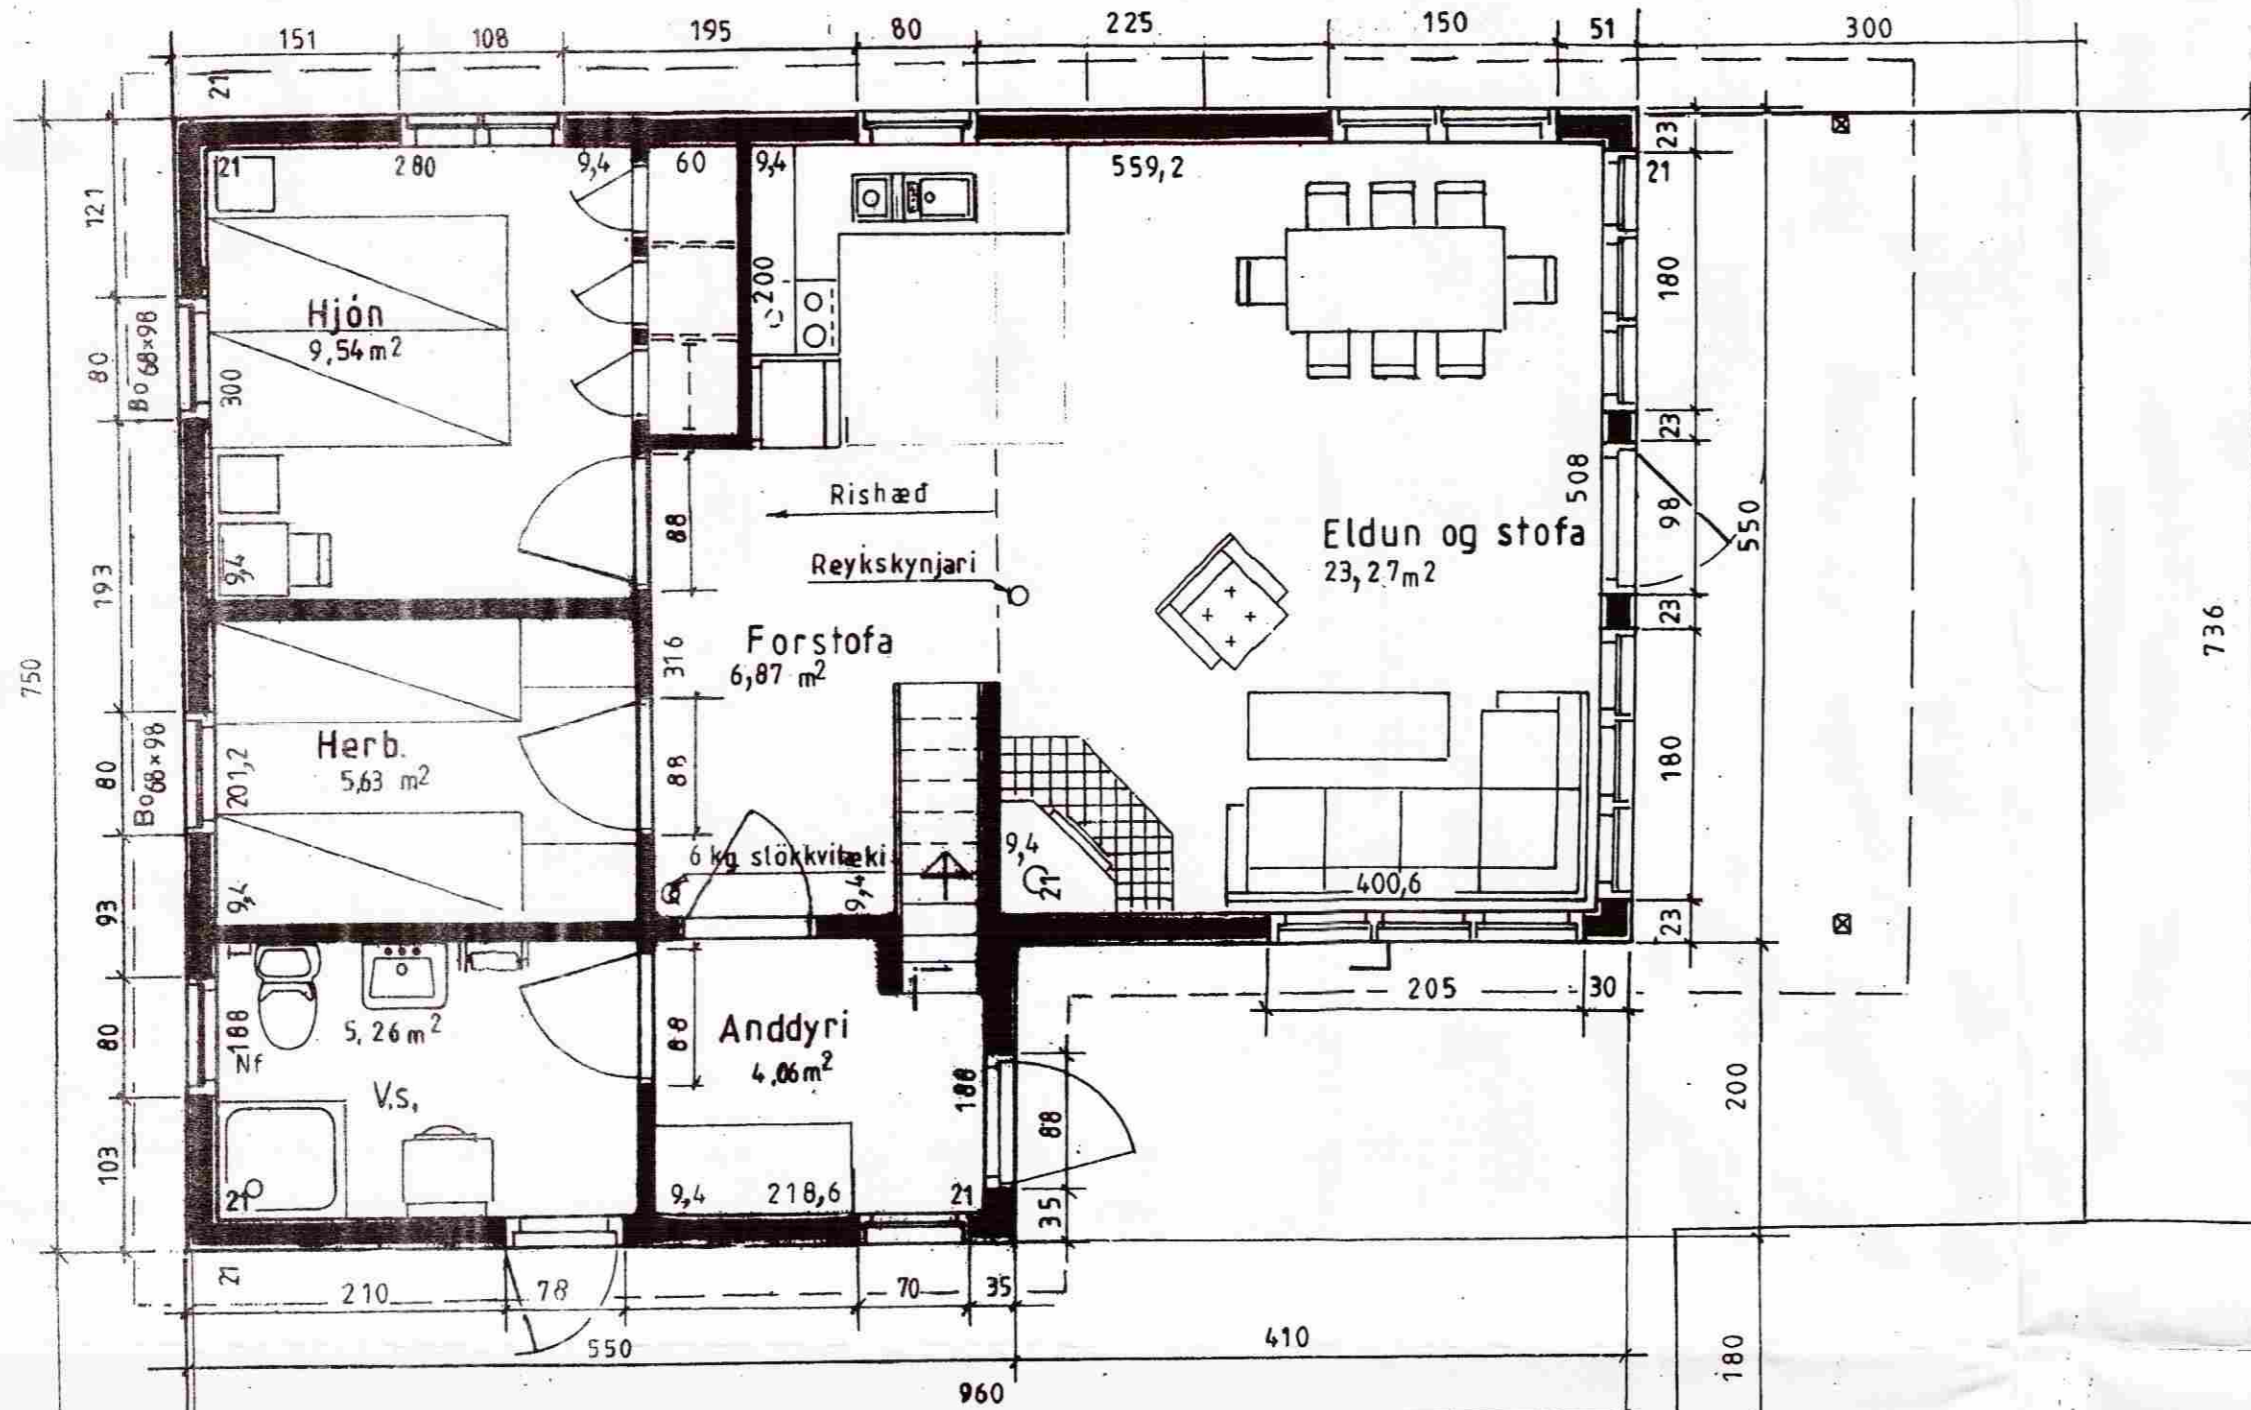 151 108 195 80 225 150 51 300
21
21 280 9,4 60 9,4 559,2 23
21
121
Hjón
9,54 m2
200
180
80
Bo 68×98
300
23
Rishæð
508
88
98
550
Eldun og stofa
23,27m2
Reykskynjari
9,4
193
23
750
316
Forstofa
6,87 m2
736
Herb.
5,63 m2
80
Bo 68×98
201,2
88
180
6 kg slökkvitæki
9,4
9,4
21
400,6
93
9,4
23
205 30
80
188
Nf
5,26 m2
V.s.
88
Anddyri
4,06m2
188
88
200
103
21
9,4 218,6 21
35
21
210 78 70 35
550
410
180
960